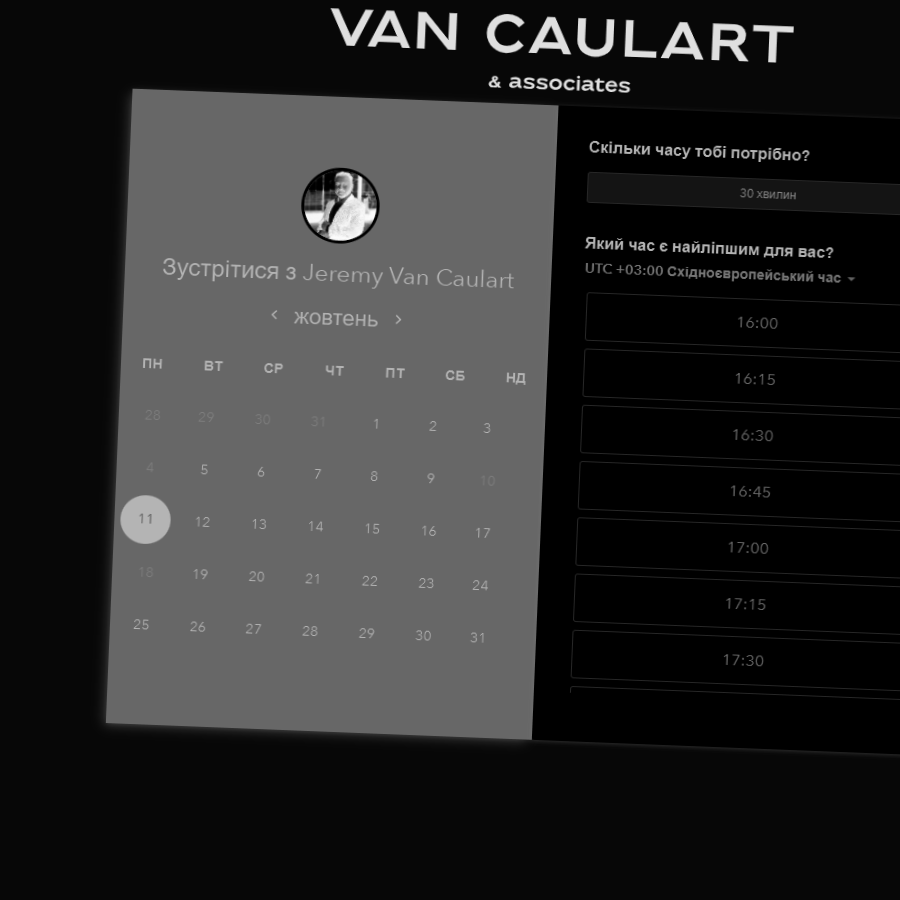 VAN CAULART
& associates
Зустрітися з Jeremy Van Caulart
жовтень
ПН ВТ СР ЧТ ПТ СБ НД
28 29 30 31 1 2 3
4 5 6 7 8 9 10
11 12 13 14 15 16 17
18 19 20 21 22 23 24
25 26 27 28 29 30 31
Скільки часу тобі потрібно?
30 хвилин
Який час є найліпшим для вас?
UTC +03:00 Східноєвропейський час
16:00
16:15
16:30
16:45
17:00
17:15
17:30